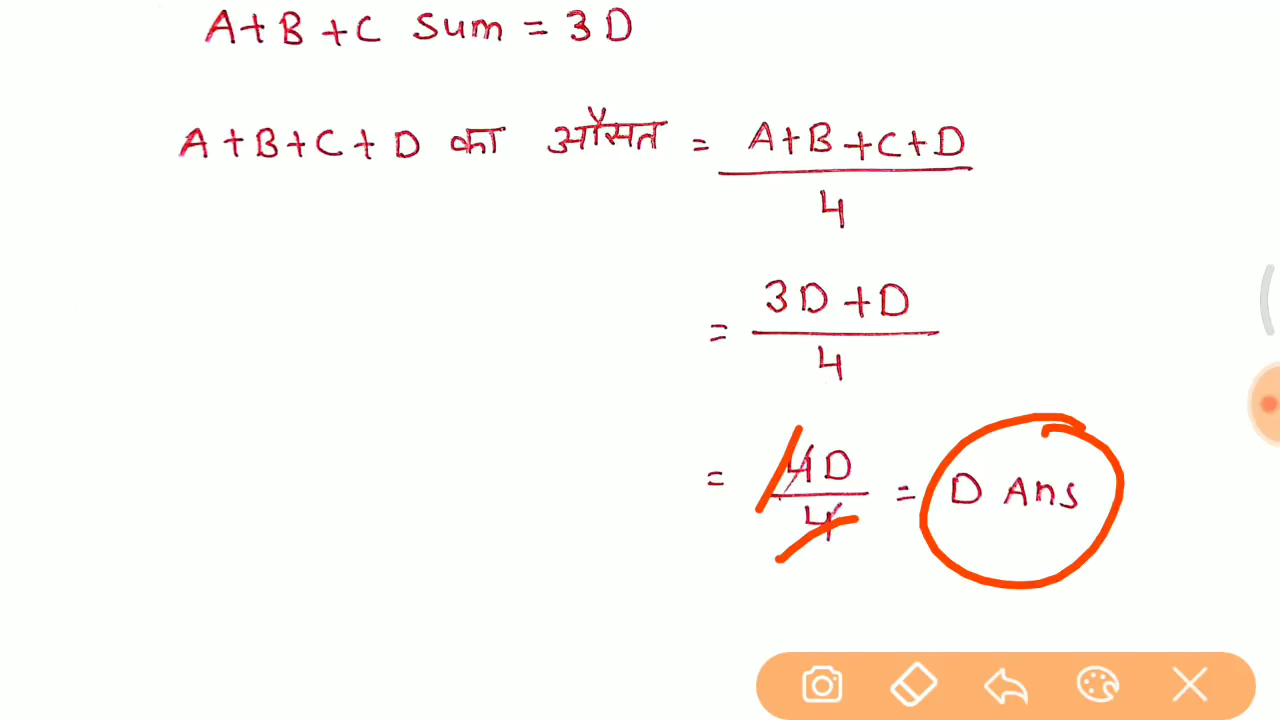 A+B+C Sum = 3D
A+B+C+D का औसत = A+B+C+D
4
= 3D+D
4
= 4D
4
= D Ans